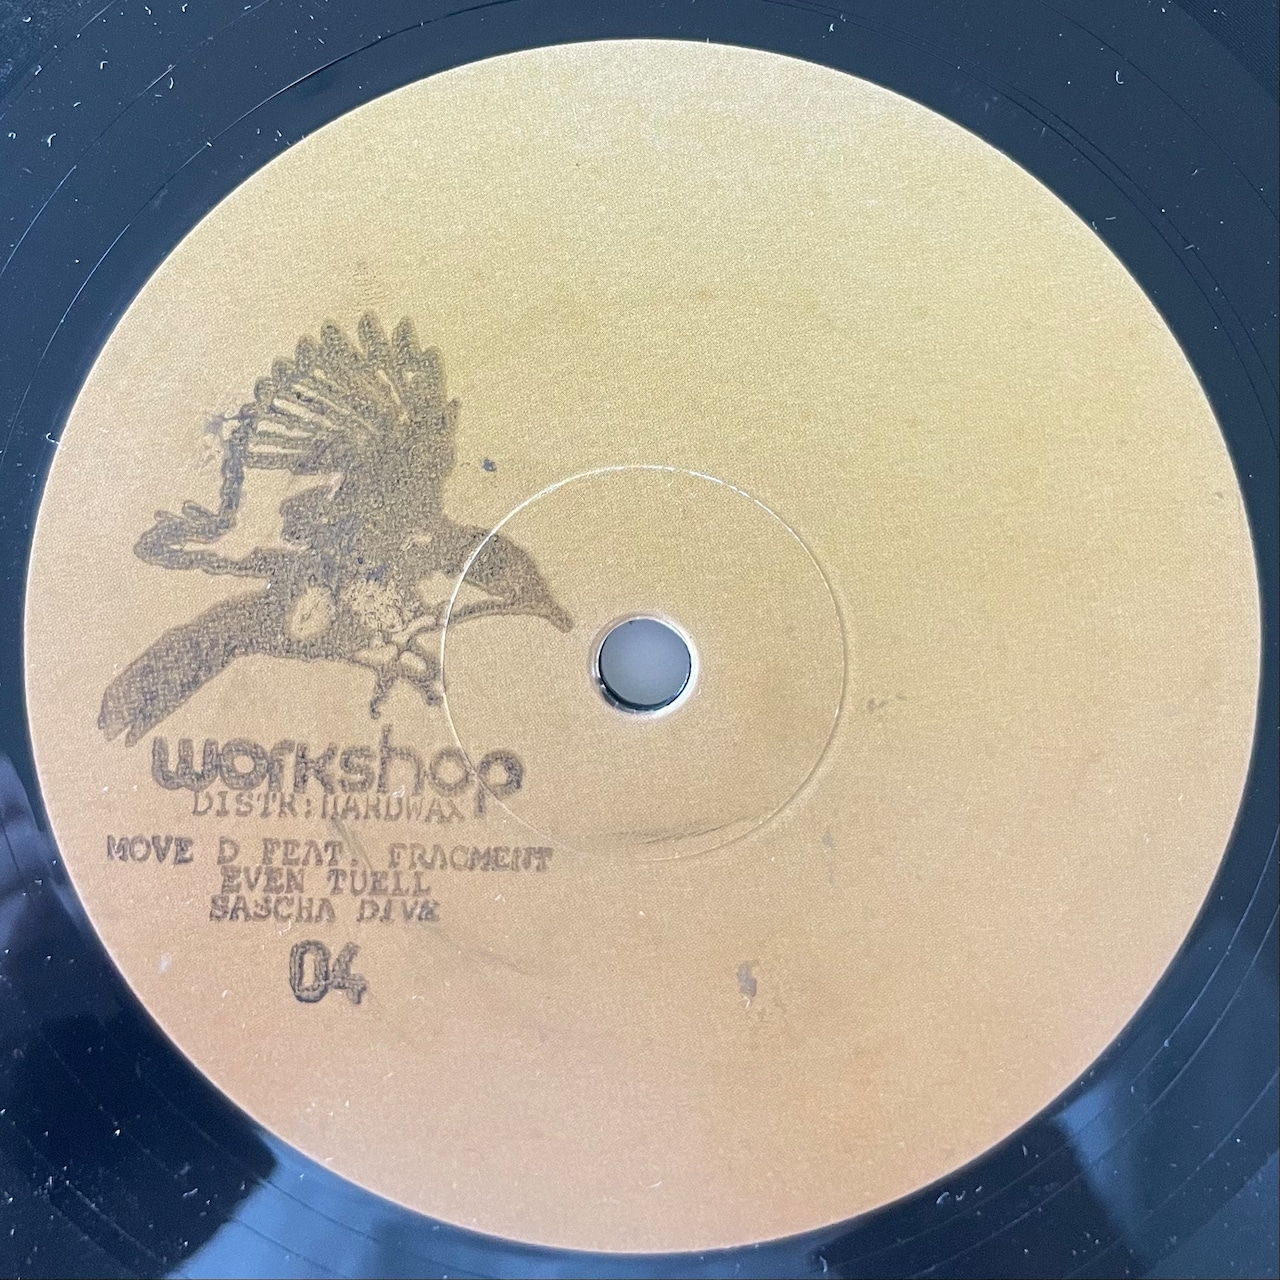 workshop
DISTR:HARDWAX
MOVE D FEAT. FRAGMENT
EVEN TUELL
SASCHA DIVE
04